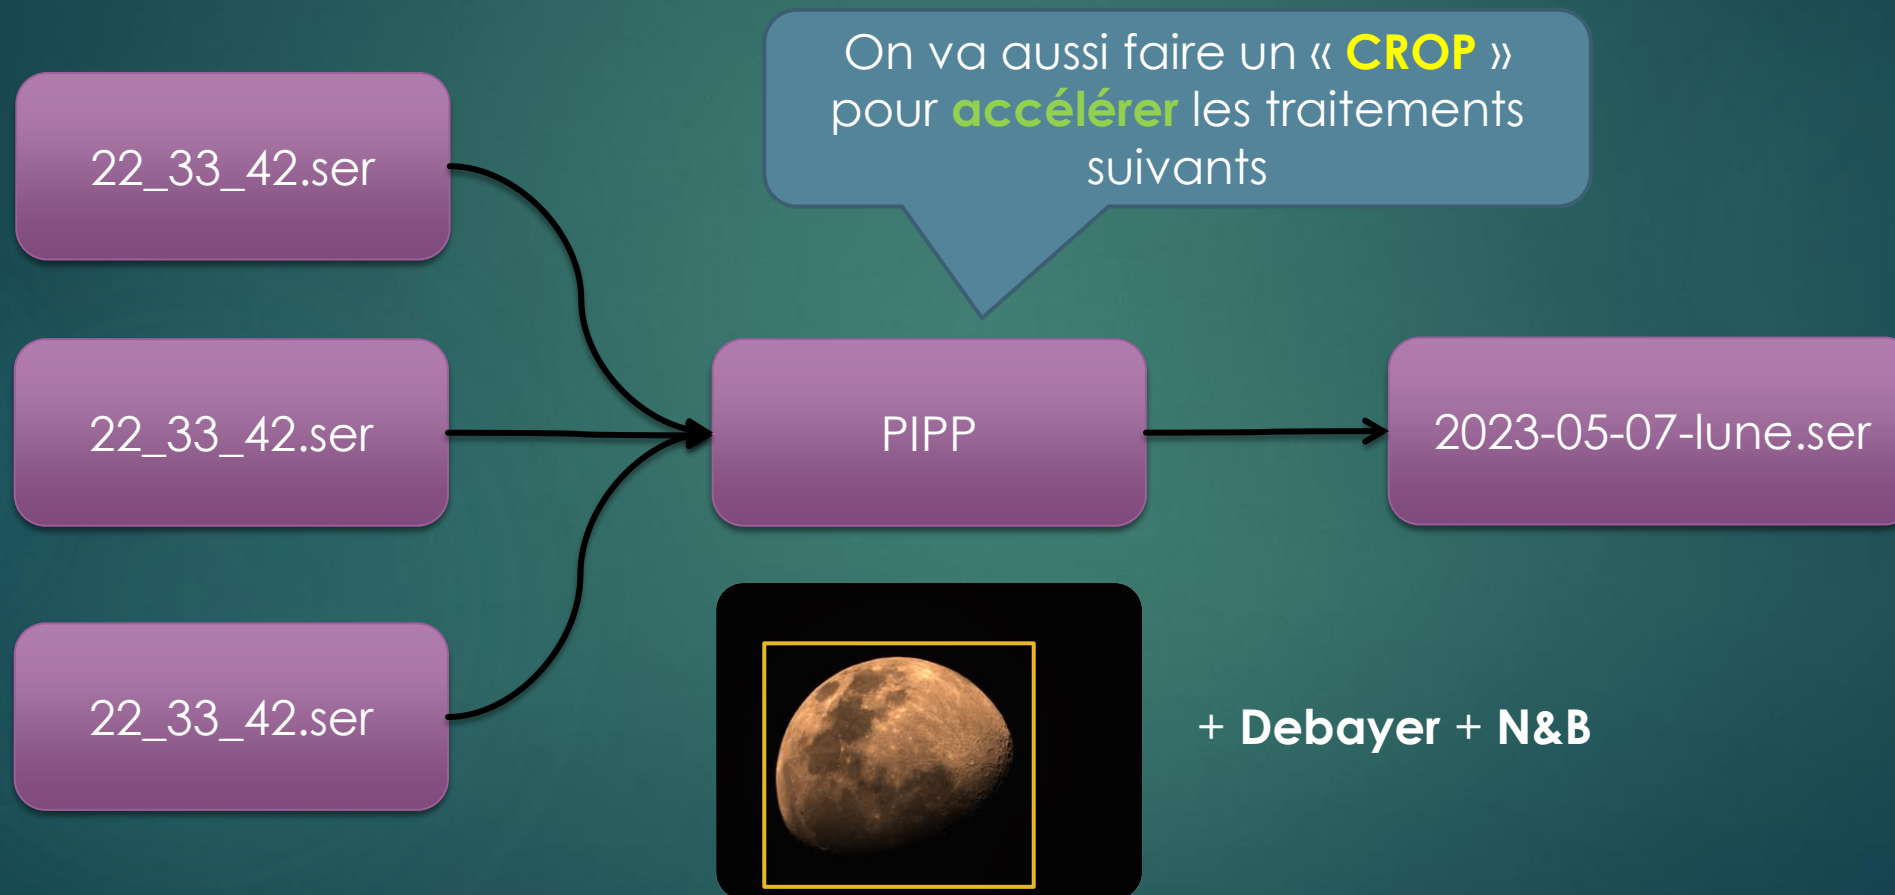 On va aussi faire un « CROP »
pour accélérer les traitements
suivants
22_33_42.ser
22_33_42.ser
PIPP
2023-05-07-lune.ser
22_33_42.ser
+ Debayer + N&B